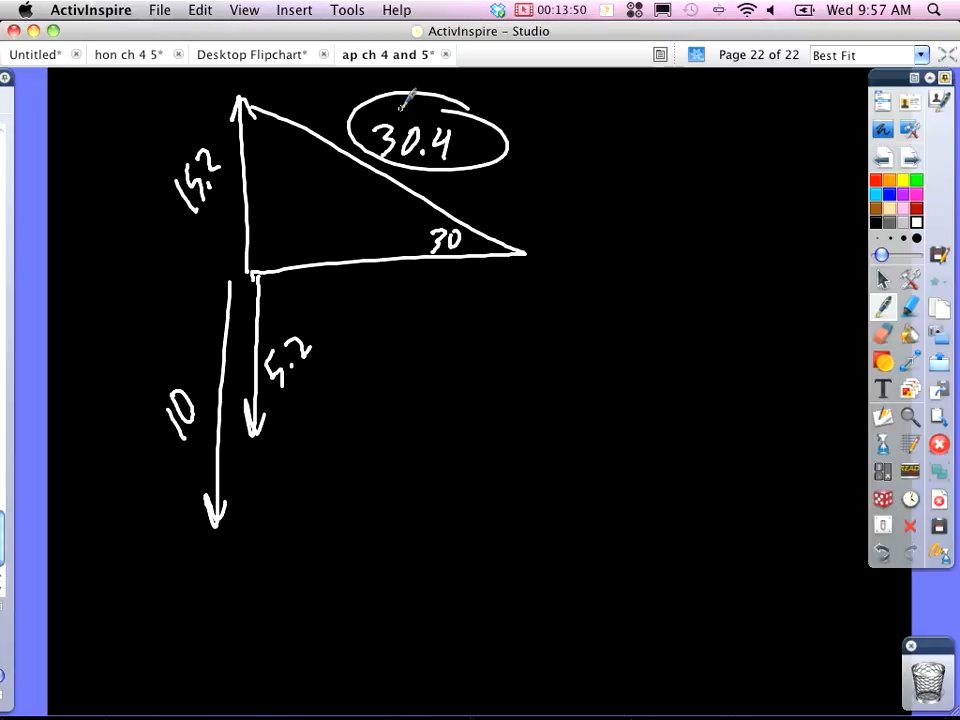 ActivInspire File Edit View Insert Tools Help 00:13:50 Wed 9:57 AM
ActivInspire - Studio
Untitled* hon ch 4 5* Desktop Flipchart* ap ch 4 and 5* Page 22 of 22 Best Fit
30.4
15.2
30
5.2
10